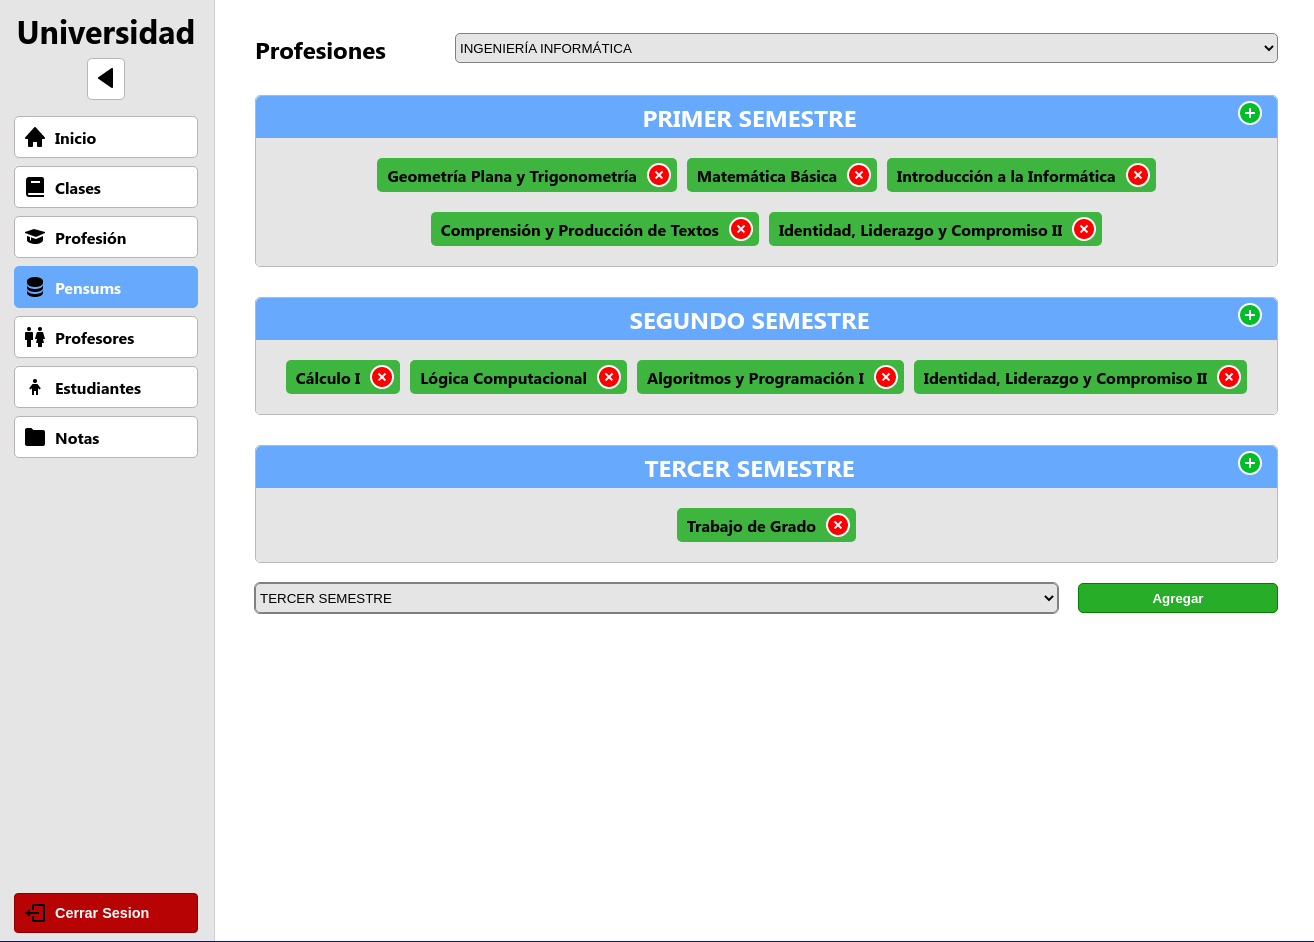 Universidad
Inicio
Clases
Profesión
Pensums
Profesores
Estudiantes
Notas
Cerrar Sesion
Profesiones
INGENIERÍA INFORMÁTICA
PRIMER SEMESTRE
Geometría Plana y Trigonometría
Matemática Básica
Introducción a la Informática
Comprensión y Producción de Textos
Identidad, Liderazgo y Compromiso II
SEGUNDO SEMESTRE
Cálculo I
Lógica Computacional
Algoritmos y Programación I
Identidad, Liderazgo y Compromiso II
TERCER SEMESTRE
Trabajo de Grado
TERCER SEMESTRE
Agregar